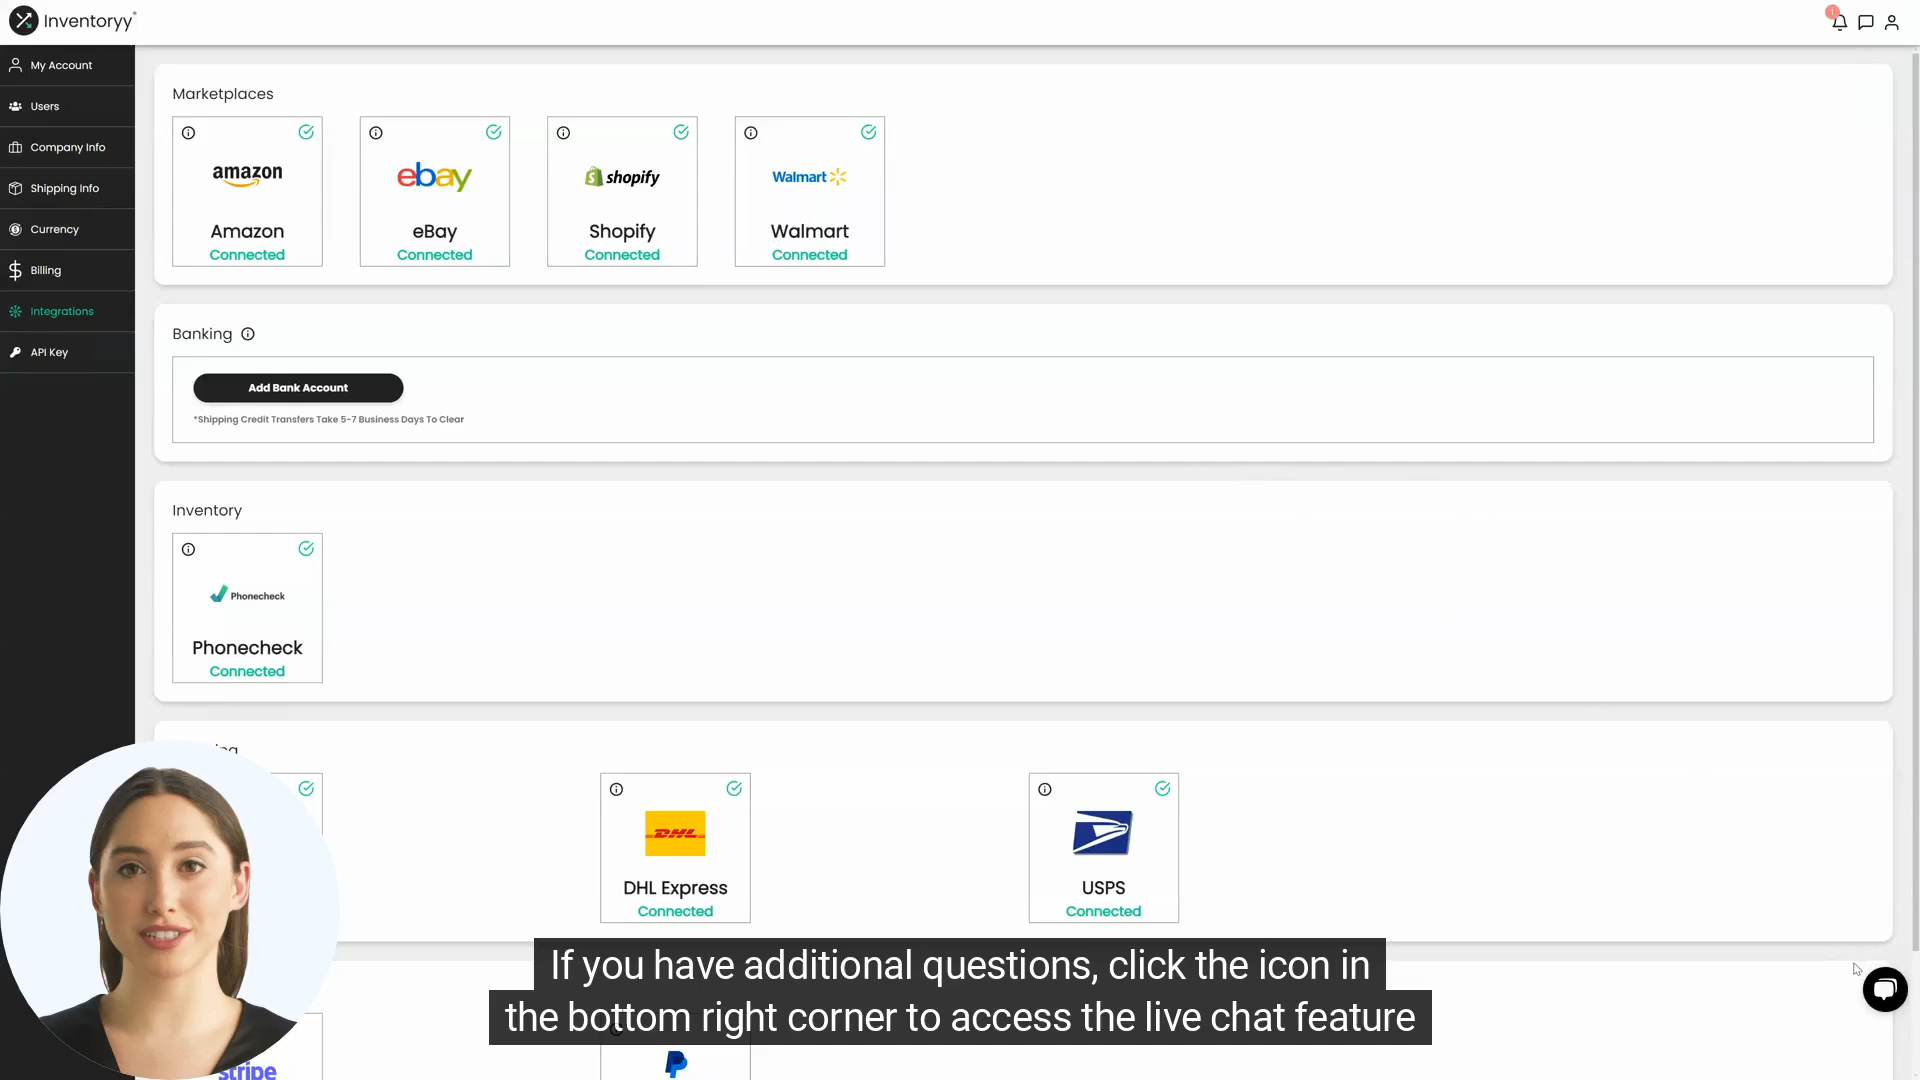 Inventoryy
1
My Account
Users
Company Info
Shipping Info
Currency
Billing
Integrations
API Key
Marketplaces
amazon
Amazon
Connected
ebay
eBay
Connected
shopify
Shopify
Connected
Walmart
Walmart
Connected
Banking
Add Bank Account
*Shipping Credit Transfers Take 5-7 Business Days To Clear
Inventory
Phonecheck
Phonecheck
Connected
DHL
DHL Express
Connected
USPS
Connected
If you have additional questions, click the icon in
the bottom right corner to access the live chat feature
stripe